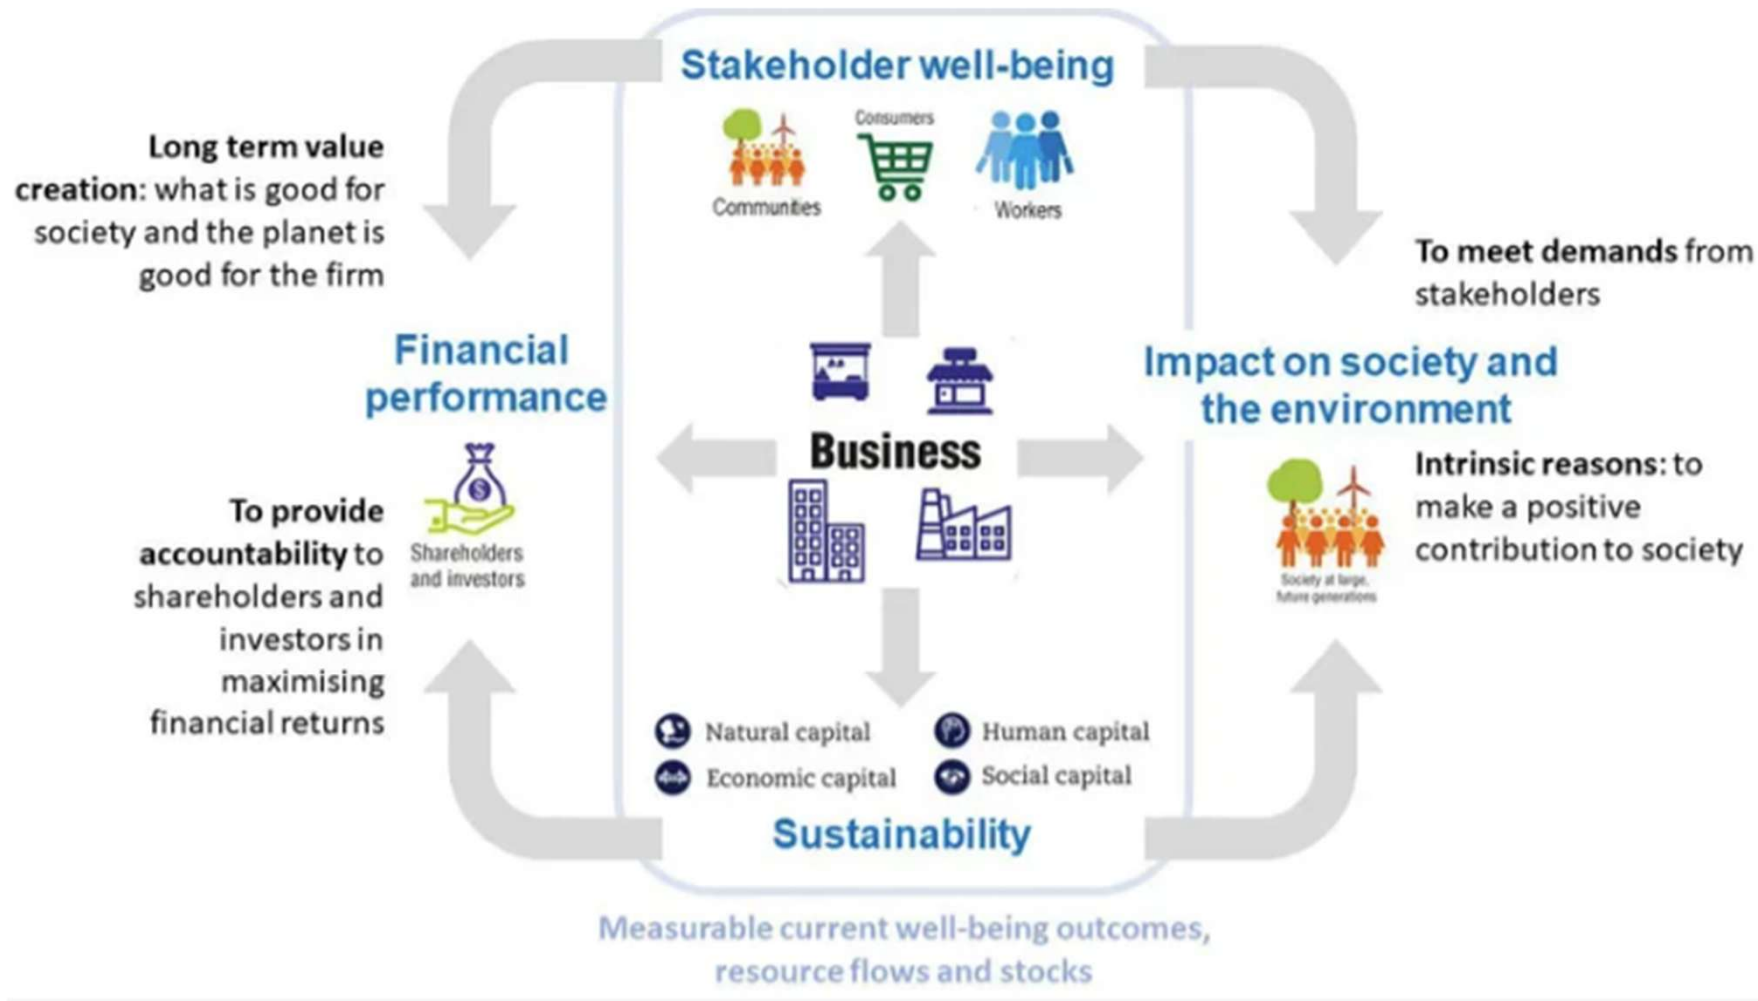 Stakeholder well-being
Consumers
Communities
Workers
Long term value
creation: what is good for
society and the planet is
good for the firm
To meet demands from
stakeholders
Financial
performance
Impact on society and
the environment
Business
Shareholders
and investors
To provide
accountability to
shareholders and
investors in
maximising
financial returns
Intrinsic reasons: to
make a positive
contribution to society
Society at large,
future generations
Natural capital
Human capital
Economic capital
Social capital
Sustainability
Measurable current well-being outcomes,
resource flows and stocks